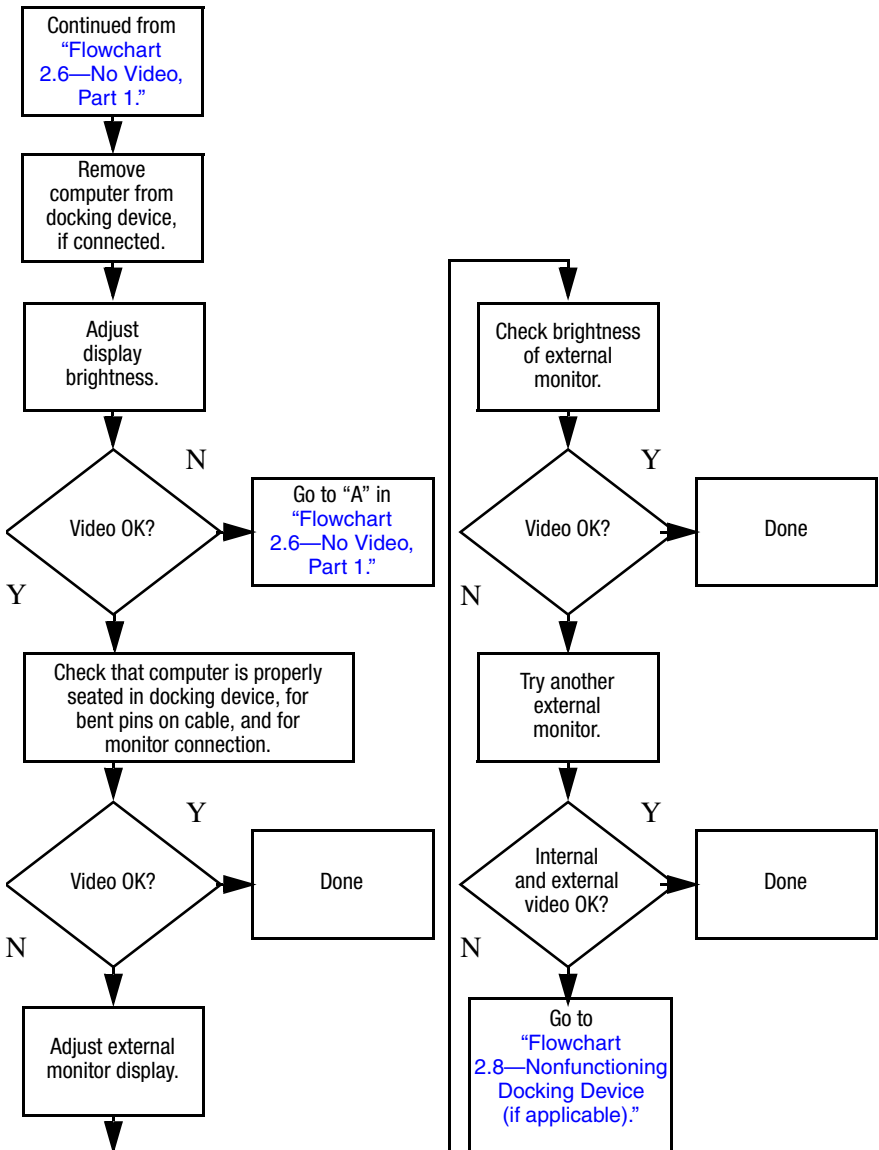 Continued from
“Flowchart
2.6—No Video,
Part 1.”
Remove
computer from
docking device,
if connected.
Adjust
display
brightness.
N
Video OK?
Go to “A” in
“Flowchart
2.6—No Video,
Part 1.”
Y
Check that computer is properly
seated in docking device, for
bent pins on cable, and for
monitor connection.
Y
Video OK?
Done
N
Adjust external
monitor display.
Check brightness
of external
monitor.
Y
Video OK?
Done
N
Try another
external
monitor.
Y
Internal
and external
video OK?
Done
N
Go to
“Flowchart
2.8—Nonfunctioning
Docking Device
(if applicable).”